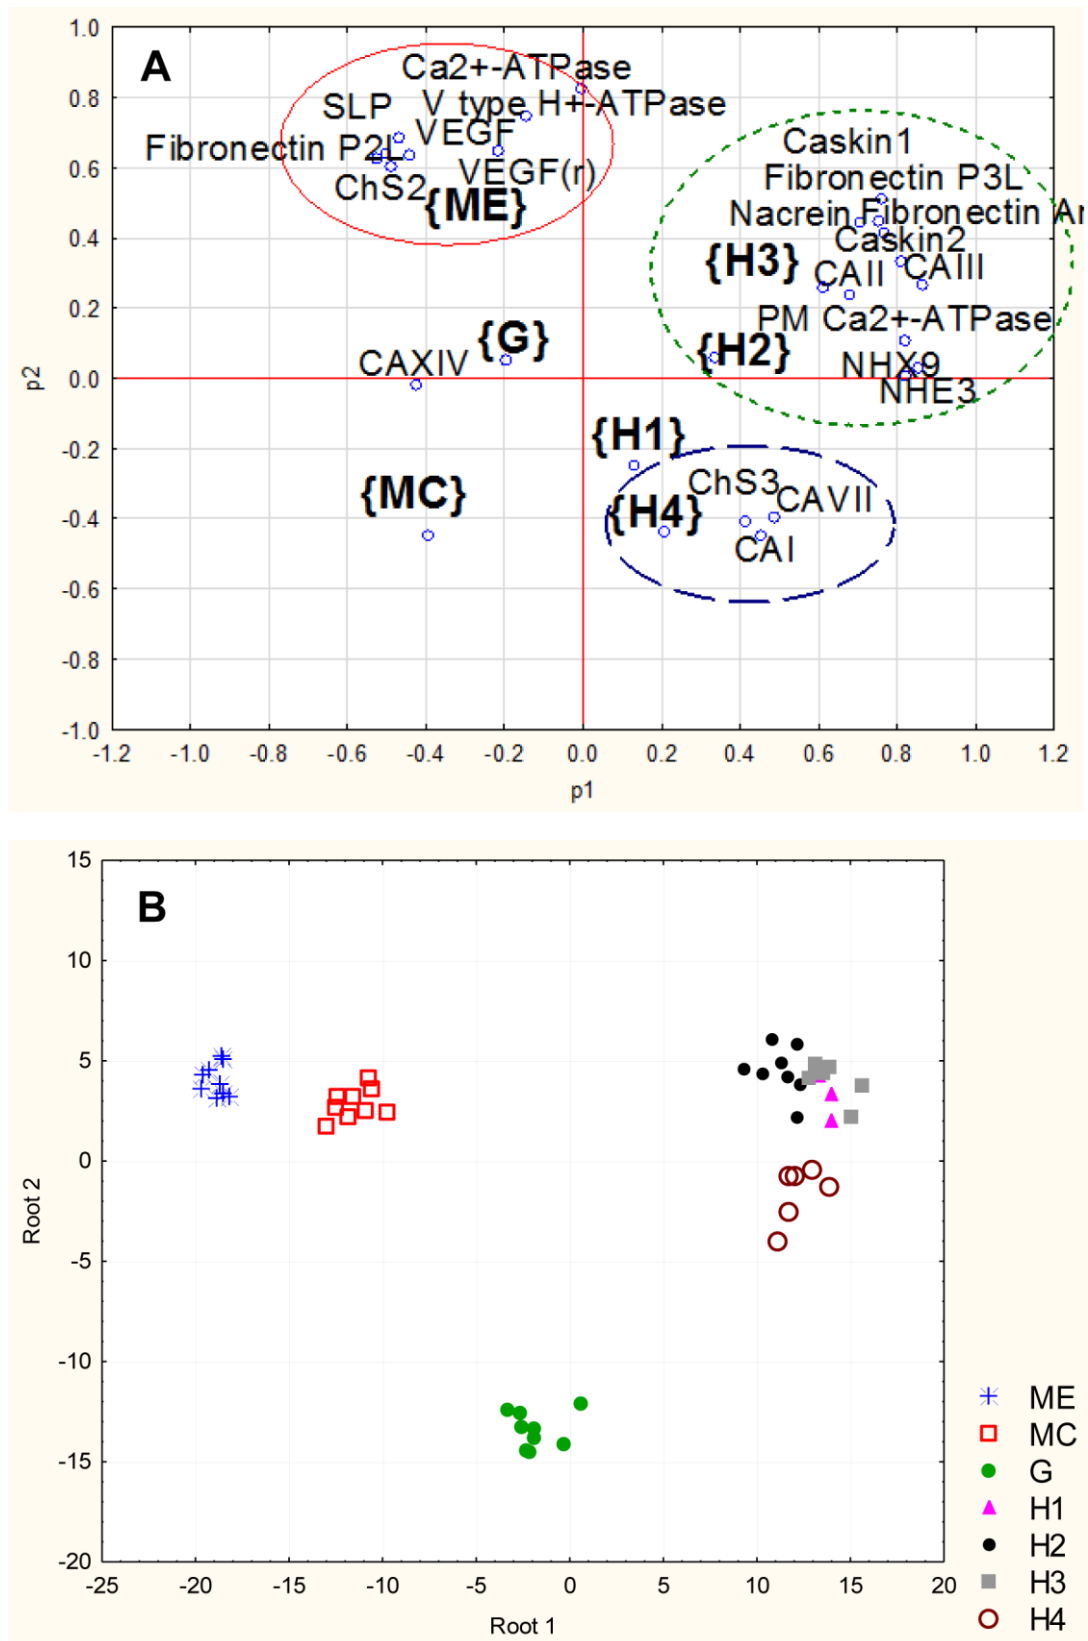 A
1.0
0.8
0.6
0.4
0.2
0.0
-0.2
-0.4
-0.6
-0.8
-1.0
p2
Ca2+-ATPase
SLP
V type H+-ATPase
VEGF
Fibronectin P2L
VEGF(r)
ChS2
{ME}
Caskin1
Fibronectin P3L
Nacrein Fibronectin Ar
Caskin2
{H3}
CAII
CAIII
PM Ca2+-ATPase
{G}
{H2}
CAXIV
NHX9
NHE3
{H1}
{MC}
ChS3
CAVII
{H4}
CAI
-1.2 -1.0 -0.8 -0.6 -0.4 -0.2 0.0 0.2 0.4 0.6 0.8 1.0 1.2
p1
B
15
10
5
0
-5
-10
-15
-20
Root 2
-25 -20 -15 -10 -5 0 5 10 15 20
Root 1
ME
MC
G
H1
H2
H3
H4